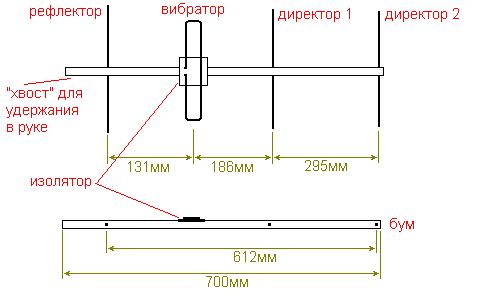 рефлектор
вибратор
директор 1
директор 2
"хвост" для
удержания
в руке
131мм
186мм
295мм
изолятор
бум
612мм
700мм